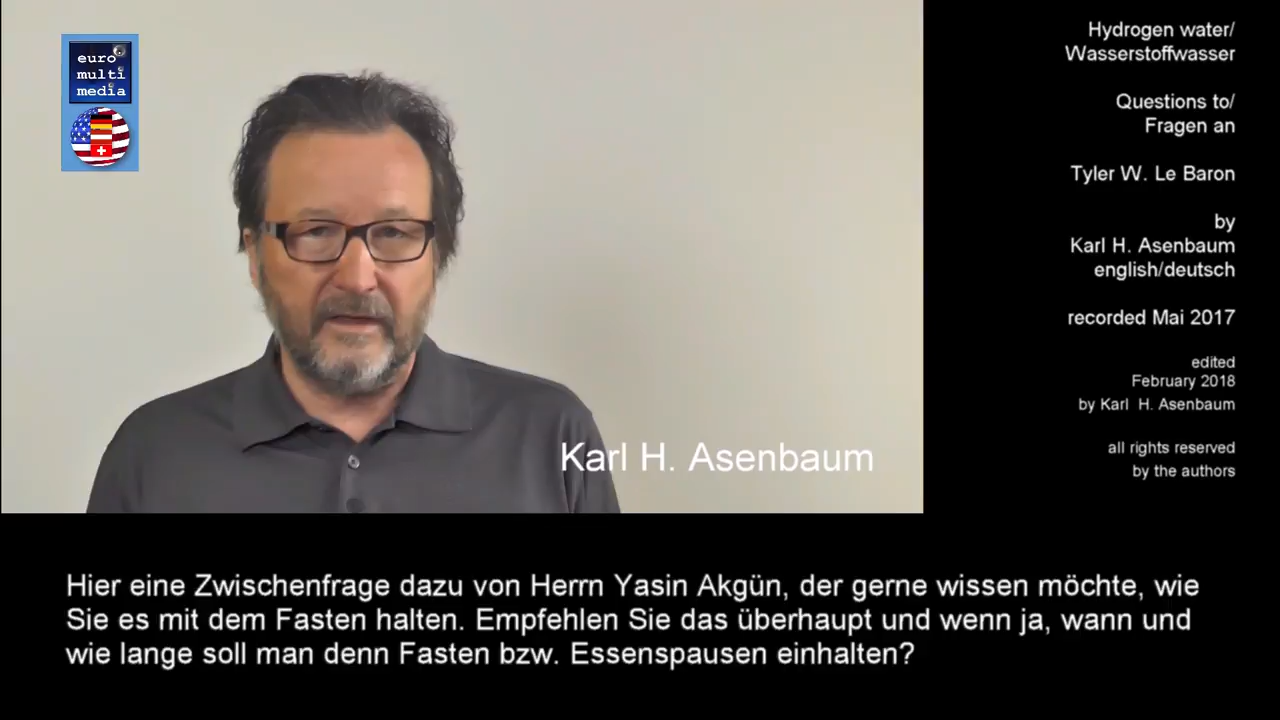 euro
multi
media
Karl H. Asenbaum
Hydrogen water/
Wasserstoffwasser
Questions to/
Fragen an
Tyler W. Le Baron
by
Karl H. Asenbaum
english/deutsch
recorded Mai 2017
edited
February 2018
by Karl H. Asenbaum
all rights reserved
by the authors
Hier eine Zwischenfrage dazu von Herrn Yasin Akgün, der gerne wissen möchte, wie
Sie es mit dem Fasten halten. Empfehlen Sie das überhaupt und wenn ja, wann und
wie lange soll man denn Fasten bzw. Essenspausen einhalten?